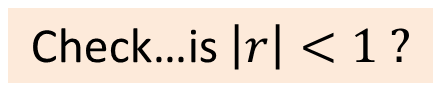 Check...is |r| < 1 ?